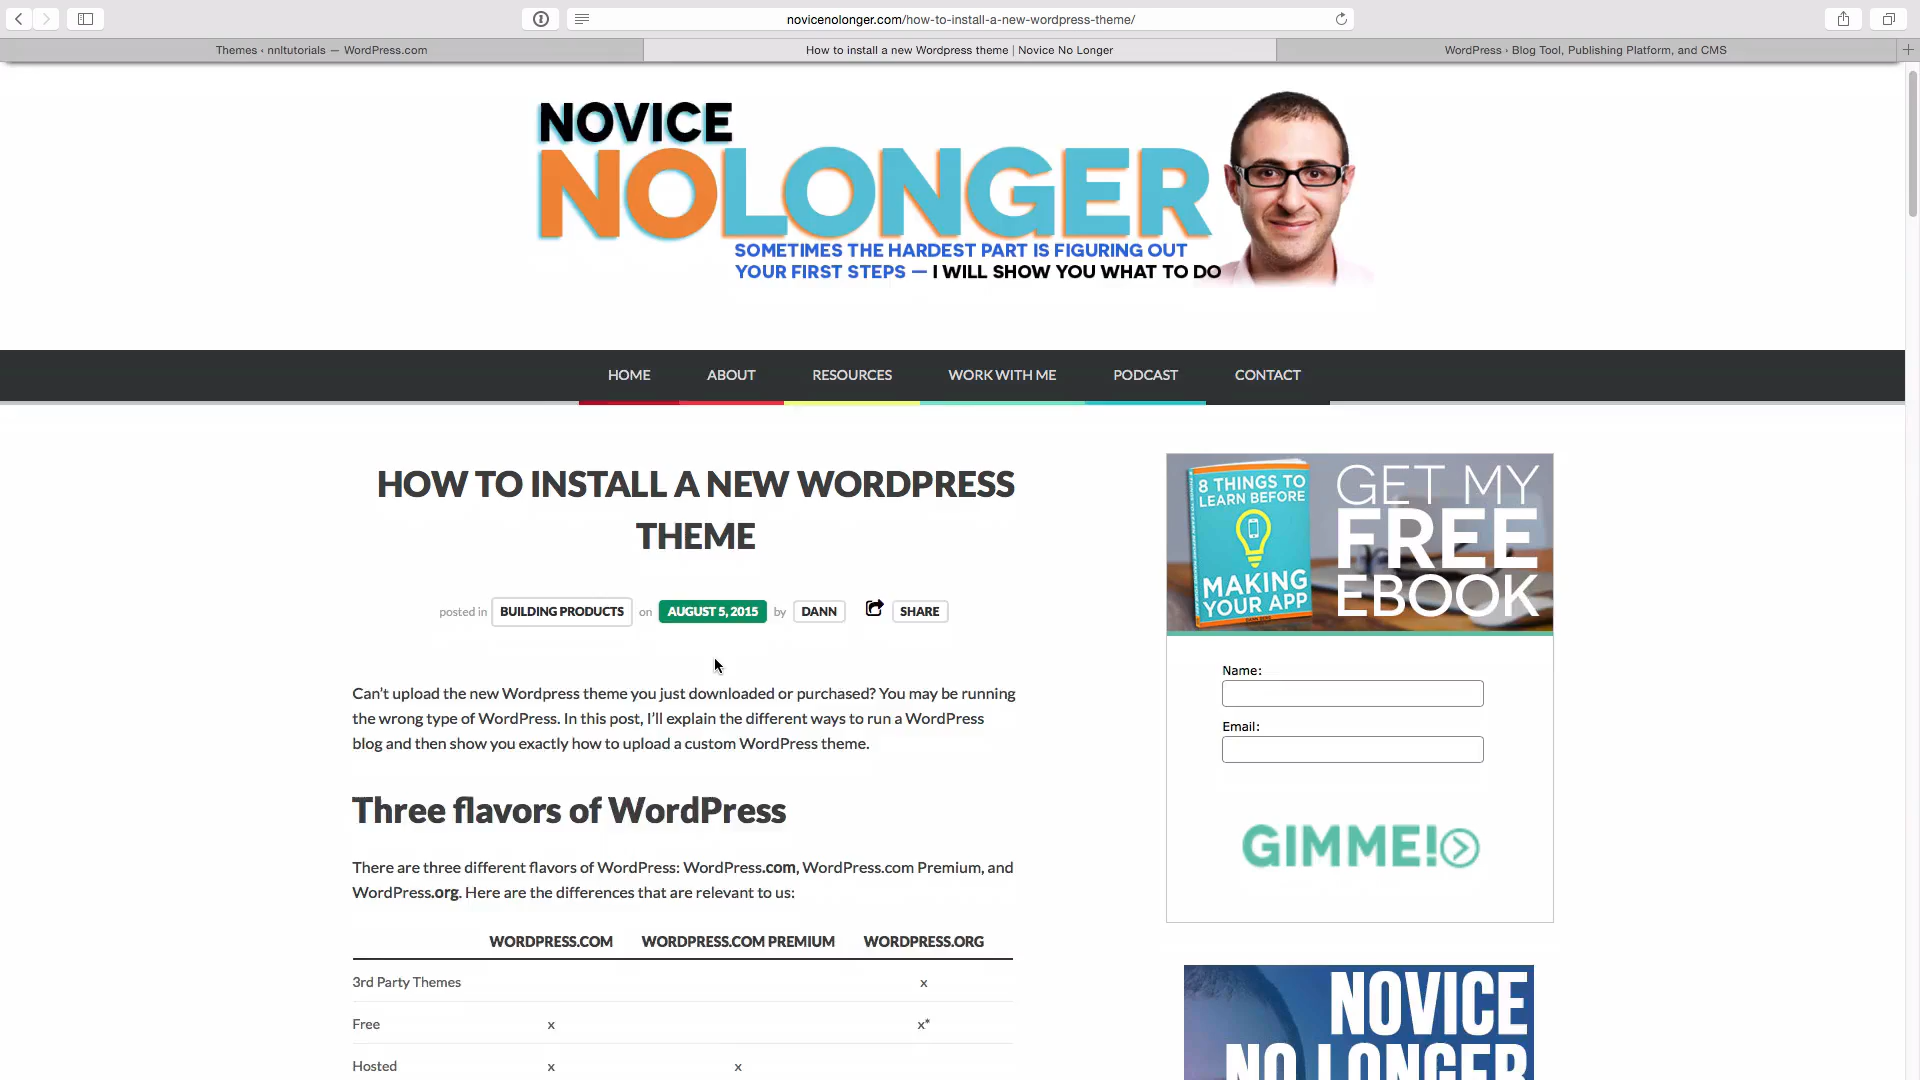 novicenolonger.com/how-to-install-a-new-wordpress-theme/
Themes ‹ nnltutorials — WordPress.com
How to install a new Wordpress theme | Novice No Longer
WordPress › Blog Tool, Publishing Platform, and CMS
NOVICE
NOLONGER
SOMETIMES THE HARDEST PART IS FIGURING OUT
YOUR FIRST STEPS — I WILL SHOW YOU WHAT TO DO
HOME
ABOUT
RESOURCES
WORK WITH ME
PODCAST
CONTACT
HOW TO INSTALL A NEW WORDPRESS
THEME
posted in BUILDING PRODUCTS on AUGUST 5, 2015 by DANN SHARE
Can't upload the new Wordpress theme you just downloaded or purchased? You may be running
the wrong type of WordPress. In this post, I'll explain the different ways to run a WordPress
blog and then show you exactly how to upload a custom WordPress theme.
Three flavors of WordPress
There are three different flavors of WordPress: WordPress.com, WordPress.com Premium, and
WordPress.org. Here are the differences that are relevant to us:
WORDPRESS.COM WORDPRESS.COM PREMIUM WORDPRESS.ORG
3rd Party Themes x
Free x x*
Hosted x x
8 THINGS TO
LEARN BEFORE
MAKING
YOUR APP
GET MY
FREE
EBOOK
Name:
Email:
GIMME!
NOVICE
NO LONGER